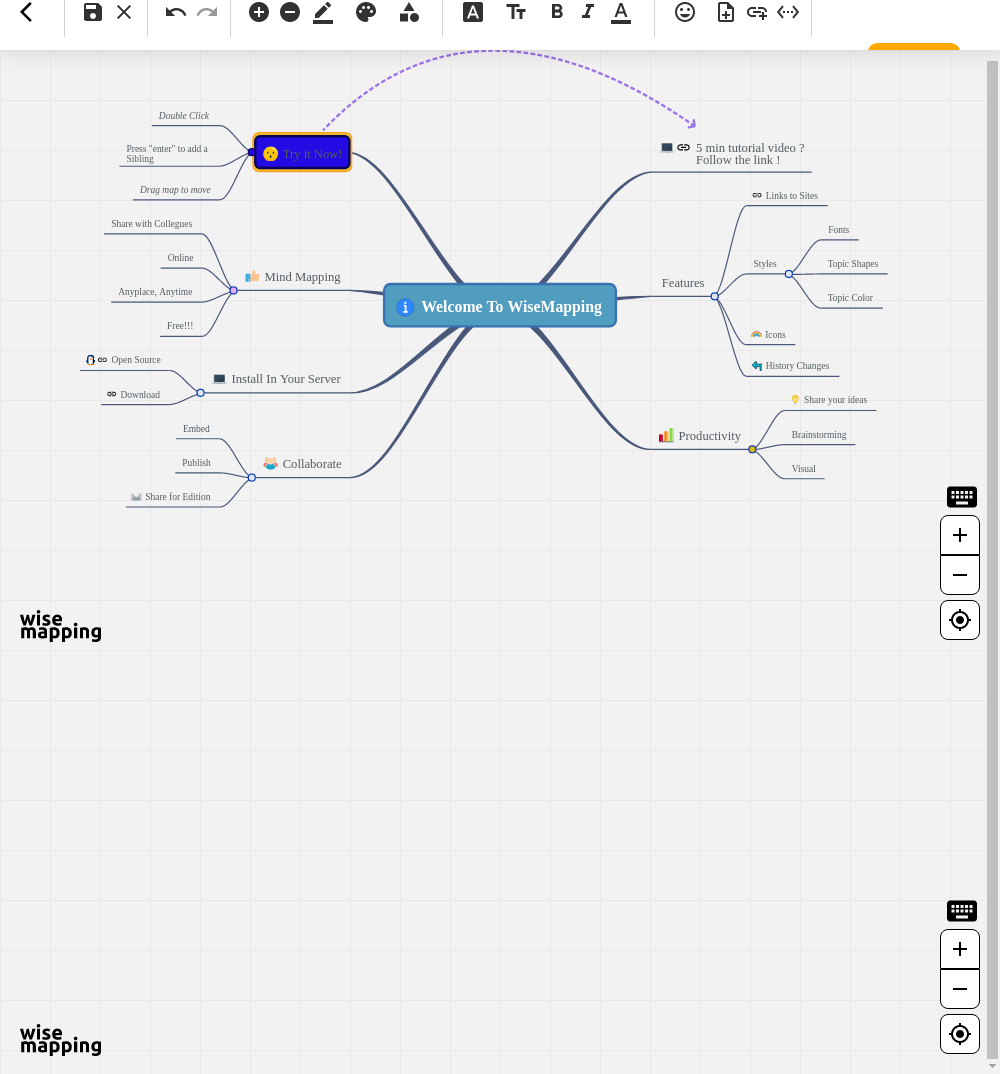 Double Click
Press "enter" to add a
Sibling
Drag map to move
Try it Now!
Share with Collegues
Online
Anyplace, Anytime
Free!!!
Mind Mapping
Open Source
Download
Install In Your Server
Embed
Publish
Share for Edition
Collaborate
Welcome To WiseMapping
5 min tutorial video ?
Follow the link !
Links to Sites
Fonts
Styles
Topic Shapes
Topic Color
Features
Icons
History Changes
Share your ideas
Productivity
Brainstorming
Visual
wise
mapping
wise
mapping